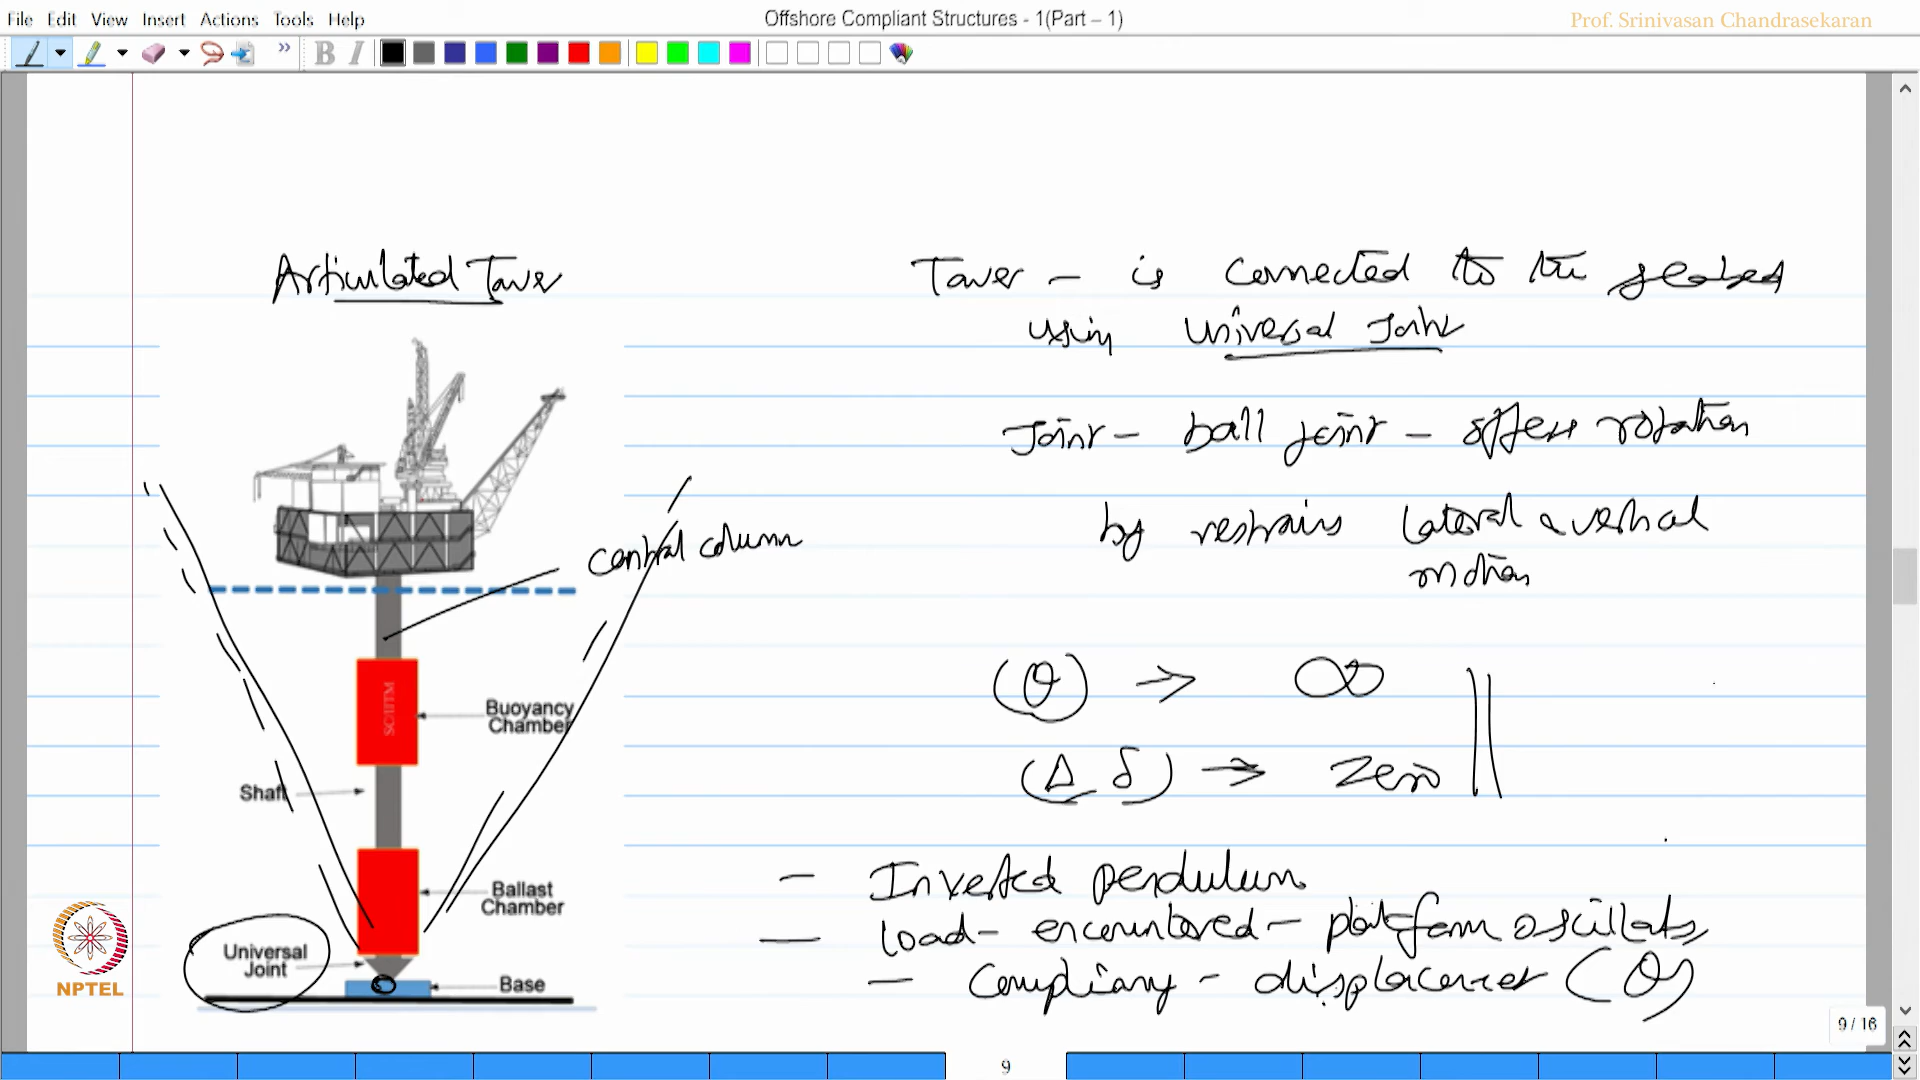 File Edit View Insert Actions Tools Help
Offshore Compliant Structures - 1(Part – 1)
Prof. Srinivasan Chandrasekaran
B I
Articulated Tower
central column
SC/IITM
Buoyancy
Chamber
Shaft
Ballast
Chamber
Universal
Joint
Base
NPTEL
Tower - is connected to the seabed
using universal joint
Joint - ball joint - offers rotation
by restrains lateral & vertical
motion
(θ) → ∞
(Δ δ) → zero
- Inverted pendulum
- load - encountered - platform oscillates
- Compliancy - displacement (θ)
9 / 16
9